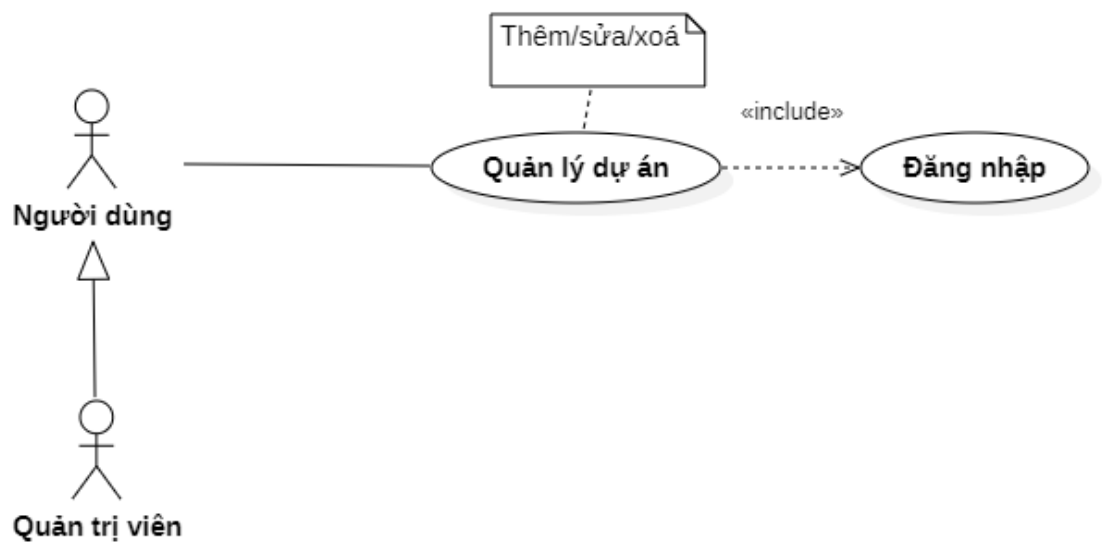 Thêm/sửa/xoá
«include»
Quản lý dự án
Đăng nhập
Người dùng
Quản trị viên